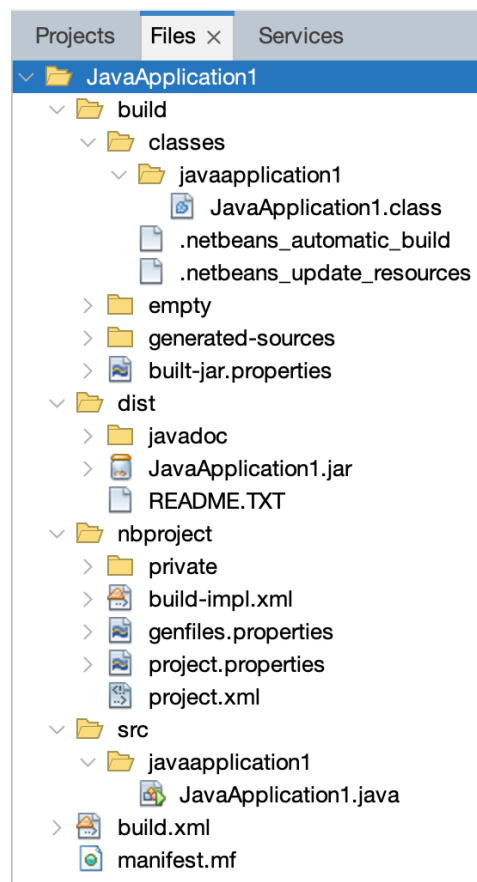 Projects Files × Services
JavaApplication1
build
classes
javaapplication1
JavaApplication1.class
.netbeans_automatic_build
.netbeans_update_resources
empty
generated-sources
built-jar.properties
dist
javadoc
JavaApplication1.jar
README.TXT
nbproject
private
build-impl.xml
genfiles.properties
project.properties
project.xml
src
javaapplication1
JavaApplication1.java
build.xml
manifest.mf